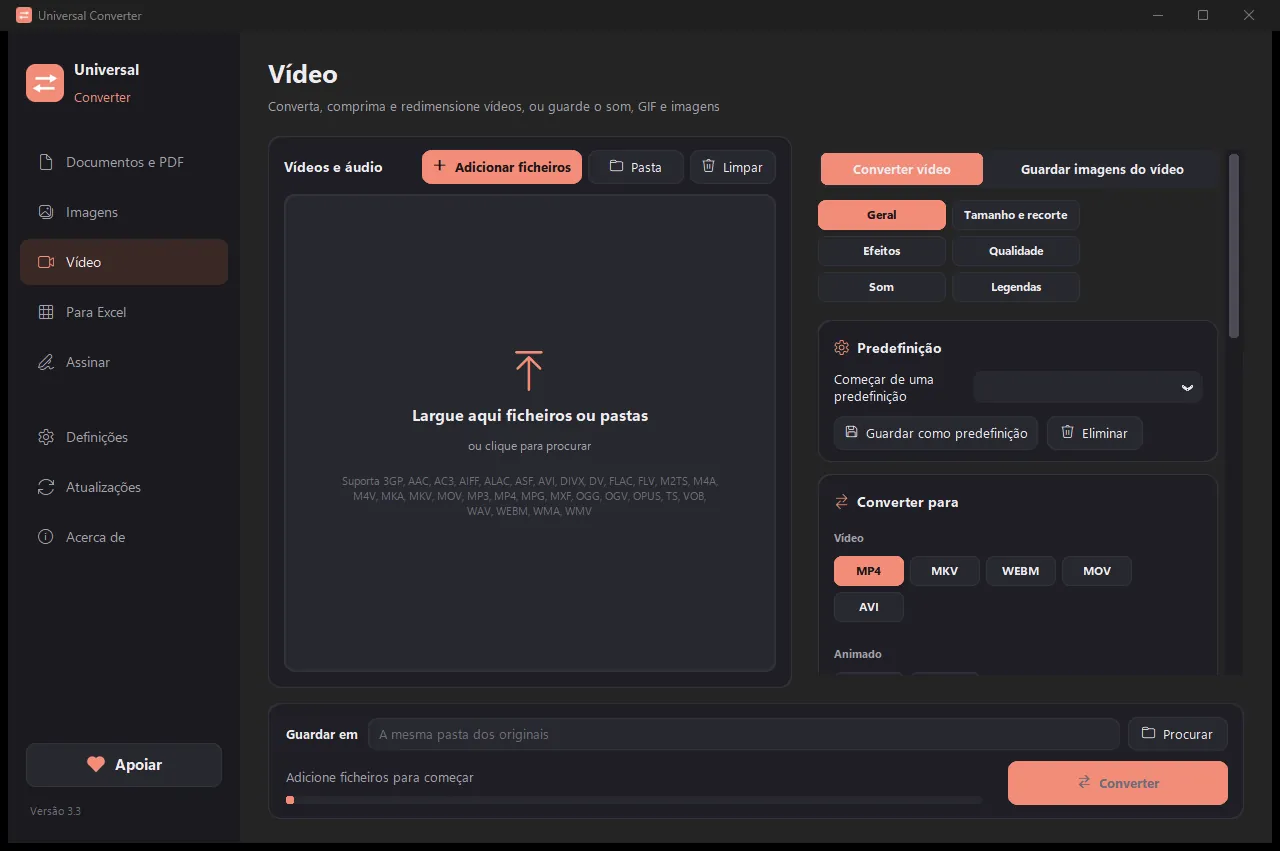 Universal Converter
Universal
Converter
Documentos e PDF
Imagens
Vídeo
Para Excel
Assinar
Definições
Atualizações
Acerca de
Apoiar
Versão 3.3
Vídeo
Converta, comprima e redimensione vídeos, ou guarde o som, GIF e imagens
Vídeos e áudio
Adicionar ficheiros
Pasta
Limpar
Largue aqui ficheiros ou pastas
ou clique para procurar
Suporta 3GP, AAC, AC3, AIFF, ALAC, ASF, AVI, DIVX, DV, FLAC, FLV, M2TS, M4A,
M4V, MKA, MKV, MOV, MP3, MP4, MPG, MXF, OGG, OGV, OPUS, TS, VOB,
WAV, WEBM, WMA, WMV
Converter vídeo
Guardar imagens do vídeo
Geral
Tamanho e recorte
Efeitos
Qualidade
Som
Legendas
Predefinição
Começar de uma
predefinição
Guardar como predefinição
Eliminar
Converter para
Vídeo
MP4
MKV
WEBM
MOV
AVI
Animado
Guardar em
A mesma pasta dos originais
Procurar
Adicione ficheiros para começar
Converter